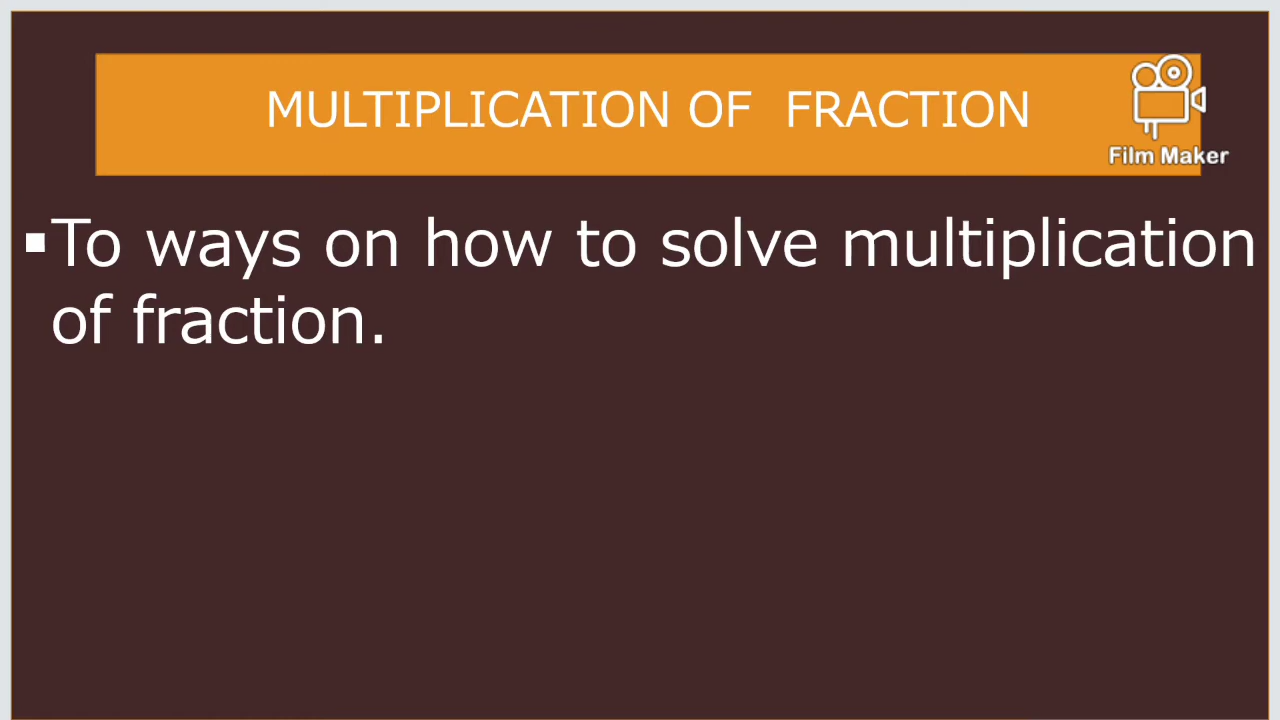 MULTIPLICATION OF FRACTION
Film Maker
▪To ways on how to solve multiplication
of fraction.